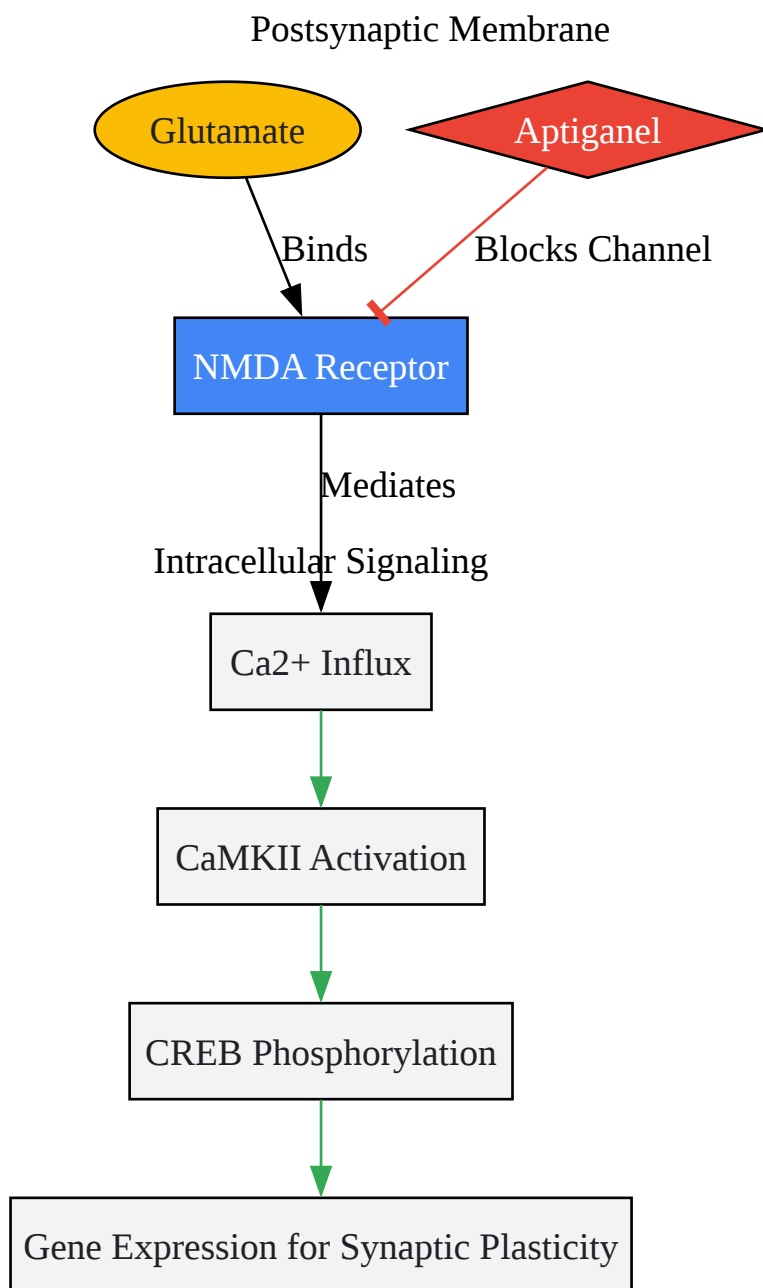 Postsynaptic Membrane
Glutamate
Aptiganel
Binds
Blocks Channel
NMDA Receptor
Mediates
Intracellular Signaling
Ca2+ Influx
CaMKII Activation
CREB Phosphorylation
Gene Expression for Synaptic Plasticity